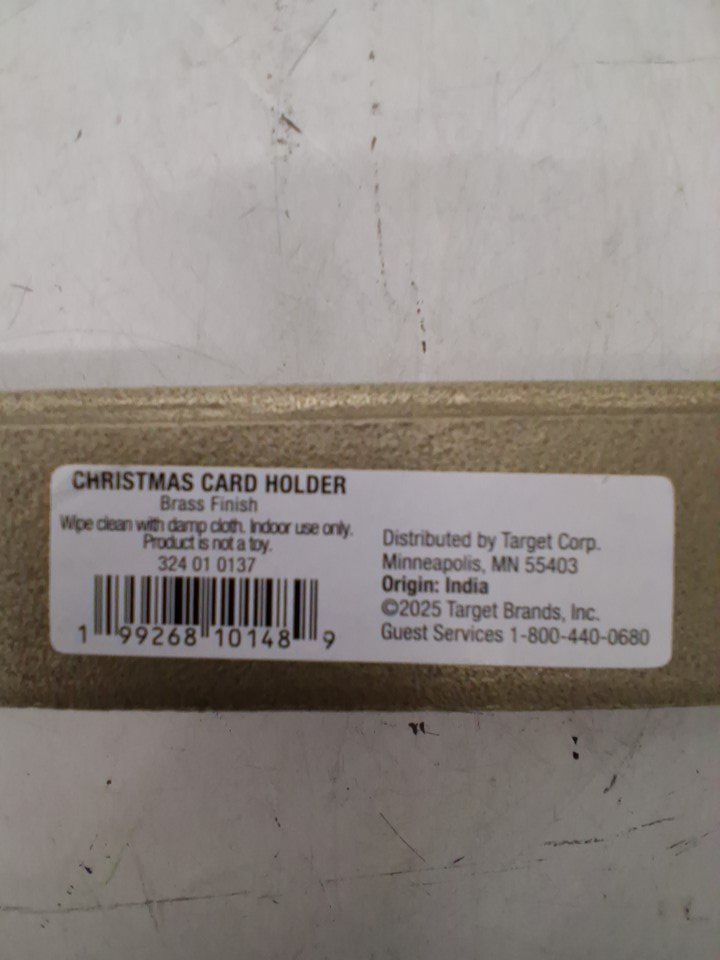 CHRISTMAS CARD HOLDER
Brass Finish
Wipe clean with damp cloth. Indoor use only.
Product is not a toy.
324 01 0137
1 99268 10148 9
Distributed by Target Corp.
Minneapolis, MN 55403
Origin: India
©2025 Target Brands, Inc.
Guest Services 1-800-440-0680